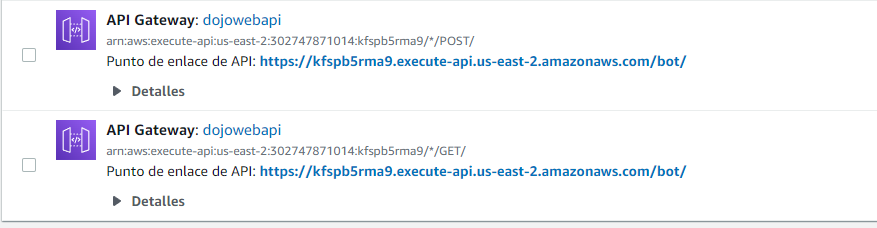 API Gateway: dojowebapi
arn:aws:execute-api:us-east-2:302747871014:kfspb5rma9/*/POST/
Punto de enlace de API: https://kfspb5rma9.execute-api.us-east-2.amazonaws.com/bot/
Detalles
API Gateway: dojowebapi
arn:aws:execute-api:us-east-2:302747871014:kfspb5rma9/*/GET/
Punto de enlace de API: https://kfspb5rma9.execute-api.us-east-2.amazonaws.com/bot/
Detalles